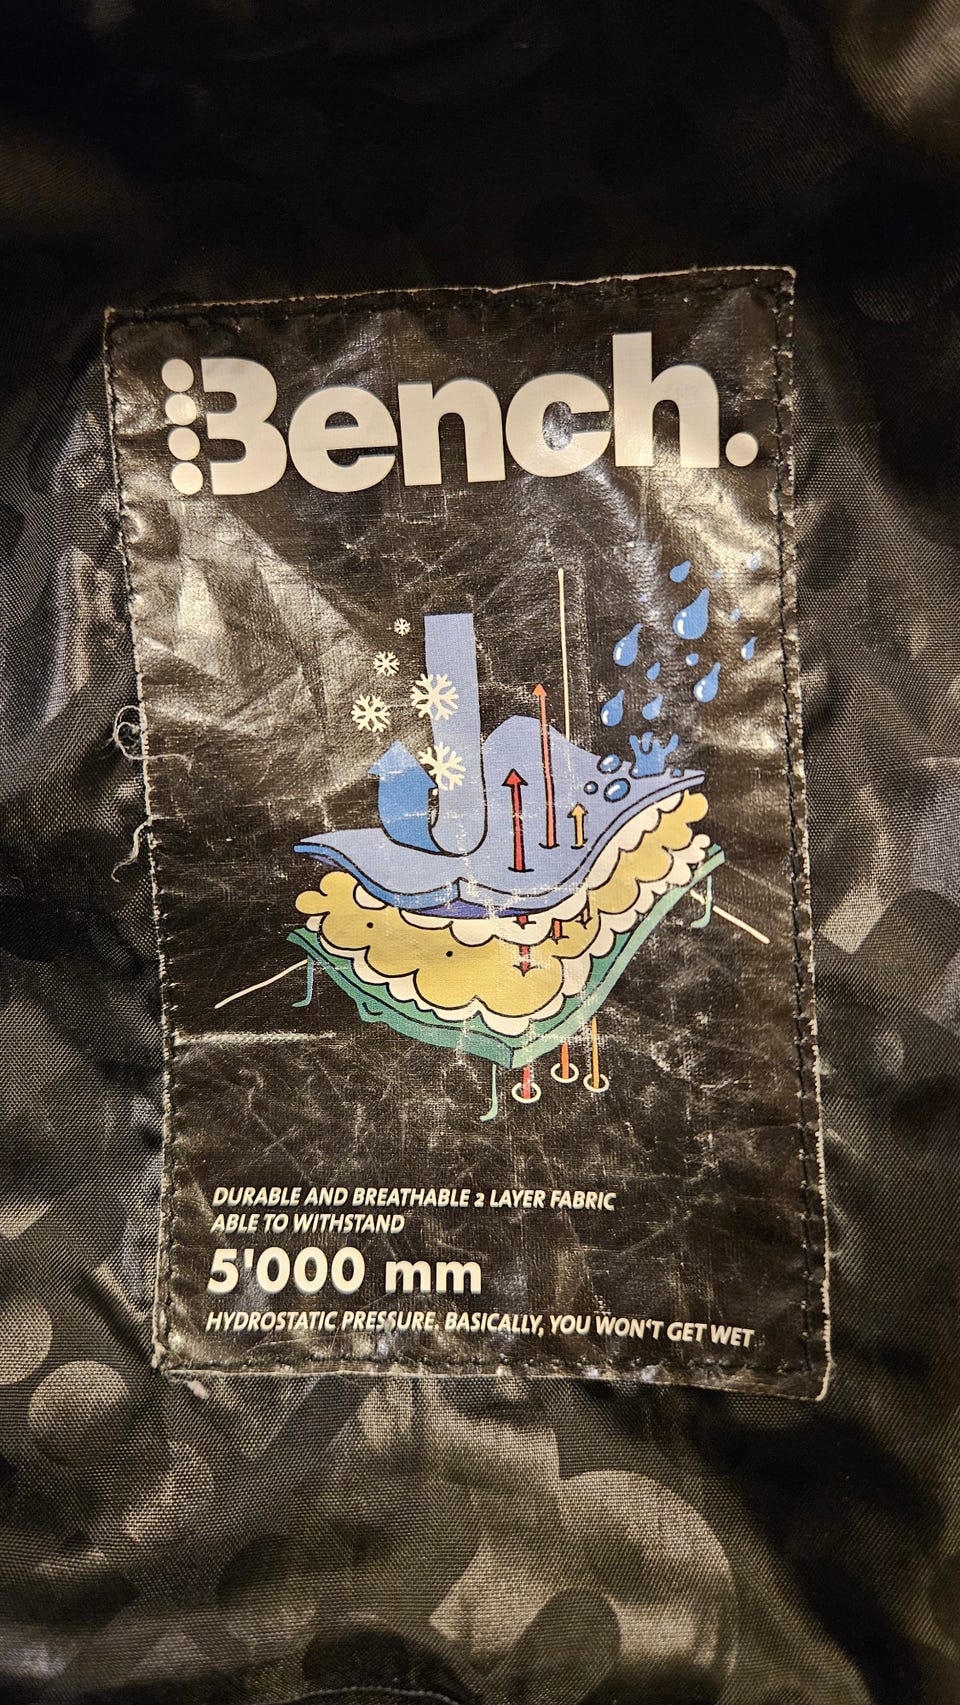 Bench.
DURABLE AND BREATHABLE 2 LAYER FABRIC
ABLE TO WITHSTAND
5'000 mm
HYDROSTATIC PRESSURE. BASICALLY, YOU WON'T GET WET